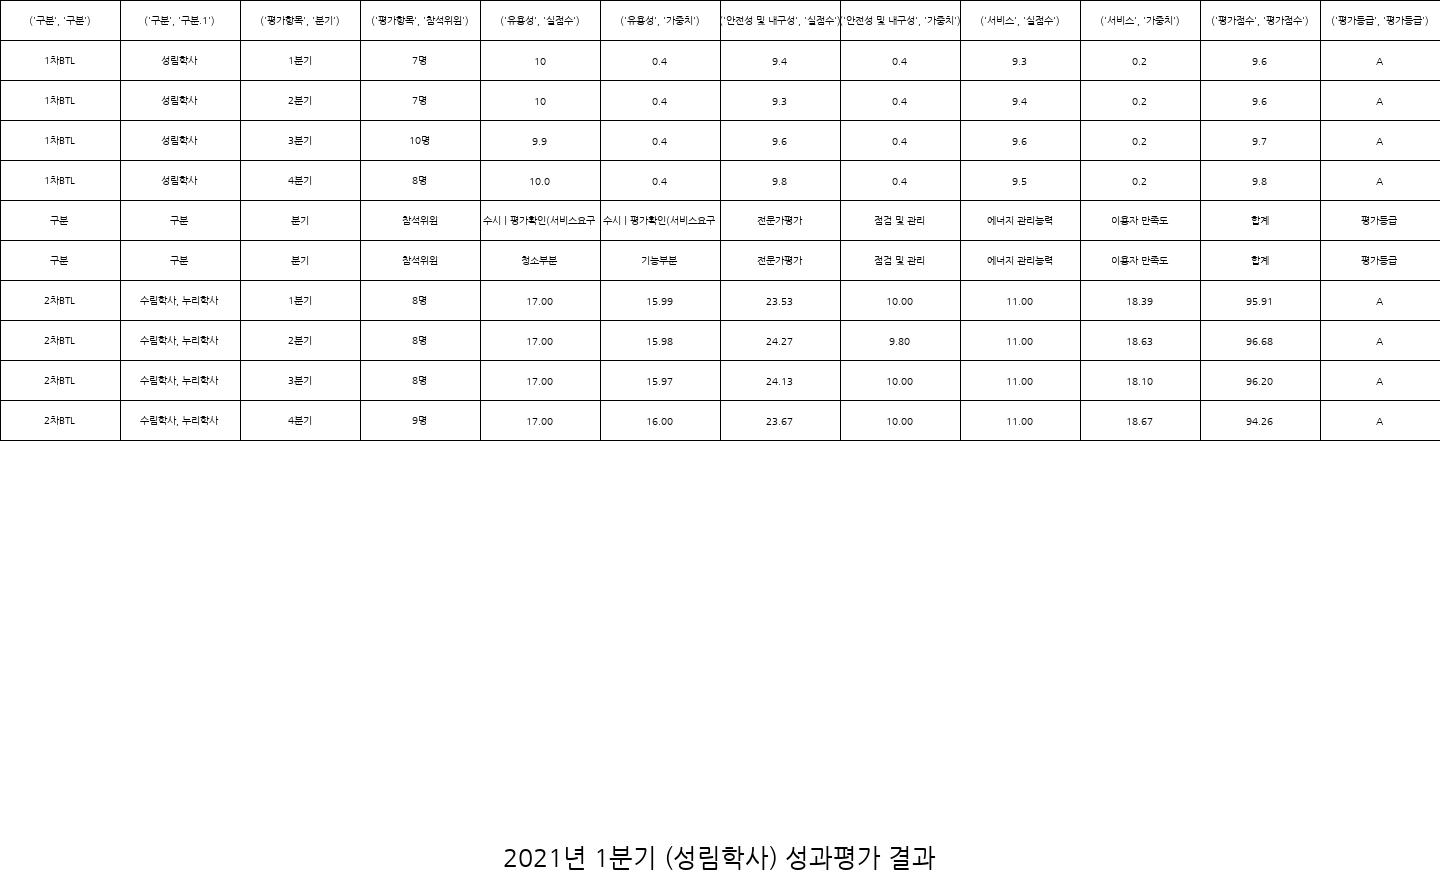 ('구분', '구분') ('구분', '구분.1') ('평가항목', '분기') ('평가항목', '참석위원') ('유용성', '실점수') ('유용성', '가중치') ('안전성 및 내구성', '실점수') ('안전성 및 내구성', '가중치') ('서비스', '실점수') ('서비스', '가중치') ('평가점수', '평가점수') ('평가등급', '평가등급')
1차BTL 성림학사 1분기 7명 10 0.4 9.4 0.4 9.3 0.2 9.6 A
1차BTL 성림학사 2분기 7명 10 0.4 9.3 0.4 9.4 0.2 9.6 A
1차BTL 성림학사 3분기 10명 9.9 0.4 9.6 0.4 9.6 0.2 9.7 A
1차BTL 성림학사 4분기 8명 10.0 0.4 9.8 0.4 9.5 0.2 9.8 A
구분 구분 분기 참석위원 수시ㅣ평가확인(서비스요구 수시ㅣ평가확인(서비스요구 전문가평가 점검 및 관리 에너지 관리능력 이용자 만족도 합계 평가등급
구분 구분 분기 참석위원 청소부분 기능부분 전문가평가 점검 및 관리 에너지 관리능력 이용자 만족도 합계 평가등급
2차BTL 수림학사, 누리학사 1분기 8명 17.00 15.99 23.53 10.00 11.00 18.39 95.91 A
2차BTL 수림학사, 누리학사 2분기 8명 17.00 15.98 24.27 9.80 11.00 18.63 96.68 A
2차BTL 수림학사, 누리학사 3분기 8명 17.00 15.97 24.13 10.00 11.00 18.10 96.20 A
2차BTL 수림학사, 누리학사 4분기 9명 17.00 16.00 23.67 10.00 11.00 18.67 94.26 A
2021년 1분기 (성림학사) 성과평가 결과